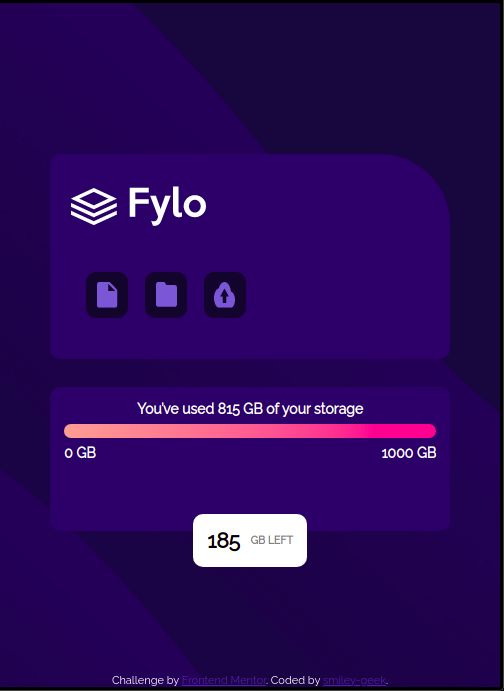 Fylo
You've used 815 GB of your storage
0 GB 1000 GB
185 GB LEFT
Challenge by Frontend Mentor. Coded by smiley-geek.